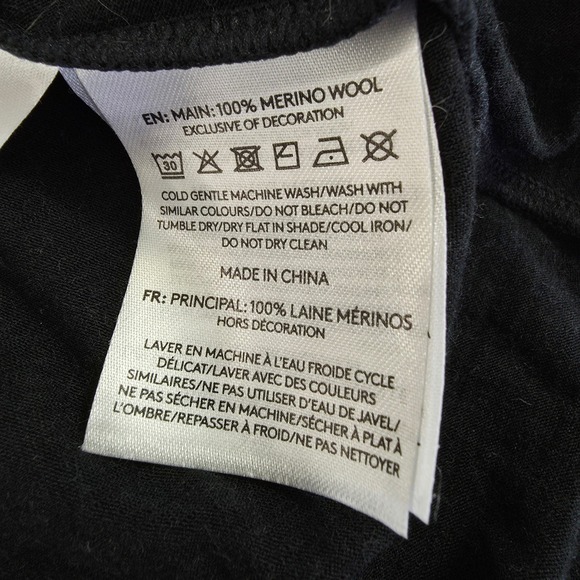 EN: MAIN: 100% MERINO WOOL
EXCLUSIVE OF DECORATION
30
COLD GENTLE MACHINE WASH/WASH WITH
SIMILAR COLOURS/DO NOT BLEACH/DO NOT
TUMBLE DRY/DRY FLAT IN SHADE/COOL IRON/
DO NOT DRY CLEAN
MADE IN CHINA
FR: PRINCIPAL: 100% LAINE MÉRINOS
HORS DÉCORATION
LAVER EN MACHINE À L'EAU FROIDE CYCLE
DÉLICAT/LAVER AVEC DES COULEURS
SIMILAIRES/NE PAS UTILISER D'EAU DE JAVEL/
NE PAS SÉCHER EN MACHINE/SÉCHER À PLAT À
L'OMBRE/REPASSER À FROID/NE PAS NETTOYER